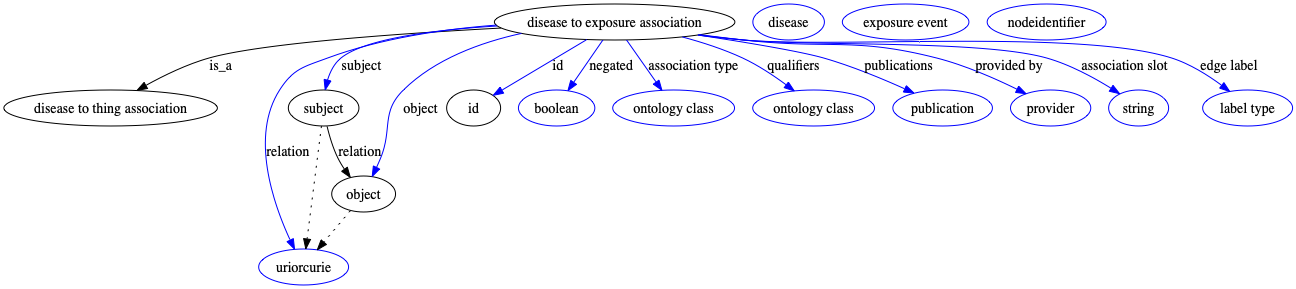 disease to exposure association
disease
exposure event
nodeidentifier
is_a
subject
object
id
negated
association type
qualifiers
publications
provided by
association slot
edge label
disease to thing association
subject
id
boolean
ontology class
ontology class
publication
provider
string
label type
relation
relation
object
uriorcurie